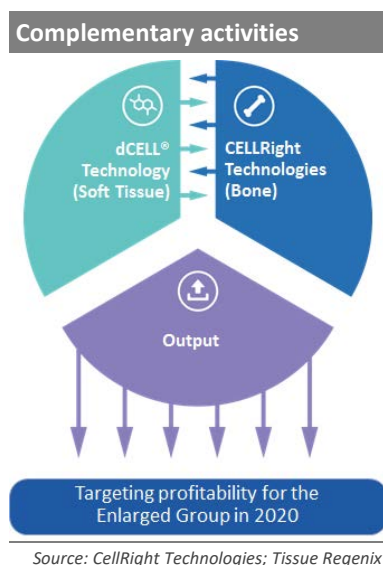 Complementary activities
dCELL®
Technology
(Soft Tissue)
CELLRight
Technologies
(Bone)
Output
Targeting profitability for the
Enlarged Group in 2020
Source: CellRight Technologies; Tissue Regenix